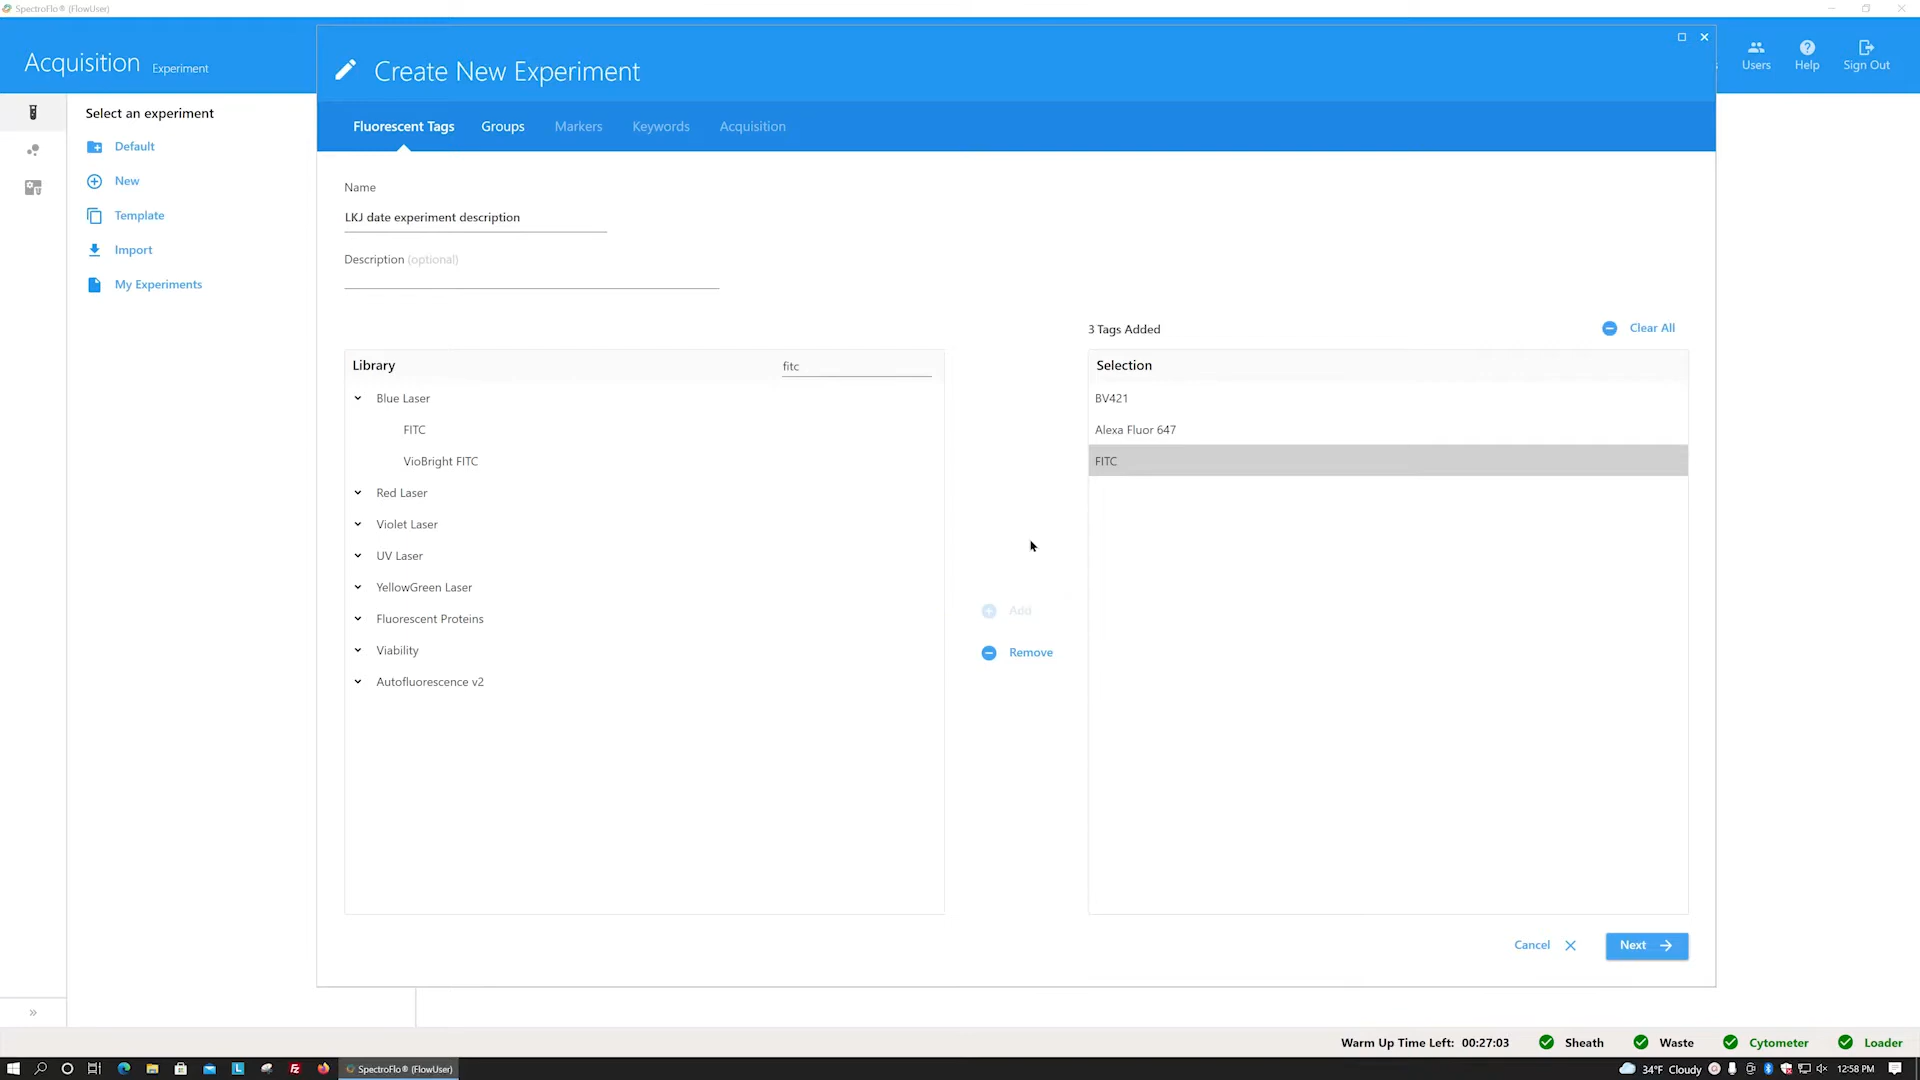 SpectroFlo® (FlowUser)
Acquisition Experiment
Create New Experiment
Users
Help
Sign Out
Fluorescent Tags
Groups
Markers
Keywords
Acquisition
Select an experiment
Default
New
Template
Import
My Experiments
Name
LKJ date experiment description
Description (optional)
3 Tags Added
Clear All
Library
fitc
Blue Laser
FITC
VioBright FITC
Red Laser
Violet Laser
UV Laser
YellowGreen Laser
Fluorescent Proteins
Viability
Autofluorescence v2
Add
Remove
Selection
BV421
Alexa Fluor 647
FITC
Cancel
Next
Warm Up Time Left: 00:27:03
Sheath
Waste
Cytometer
Loader
SpectroFlo® (FlowUser)
34°F Cloudy
12:58 PM